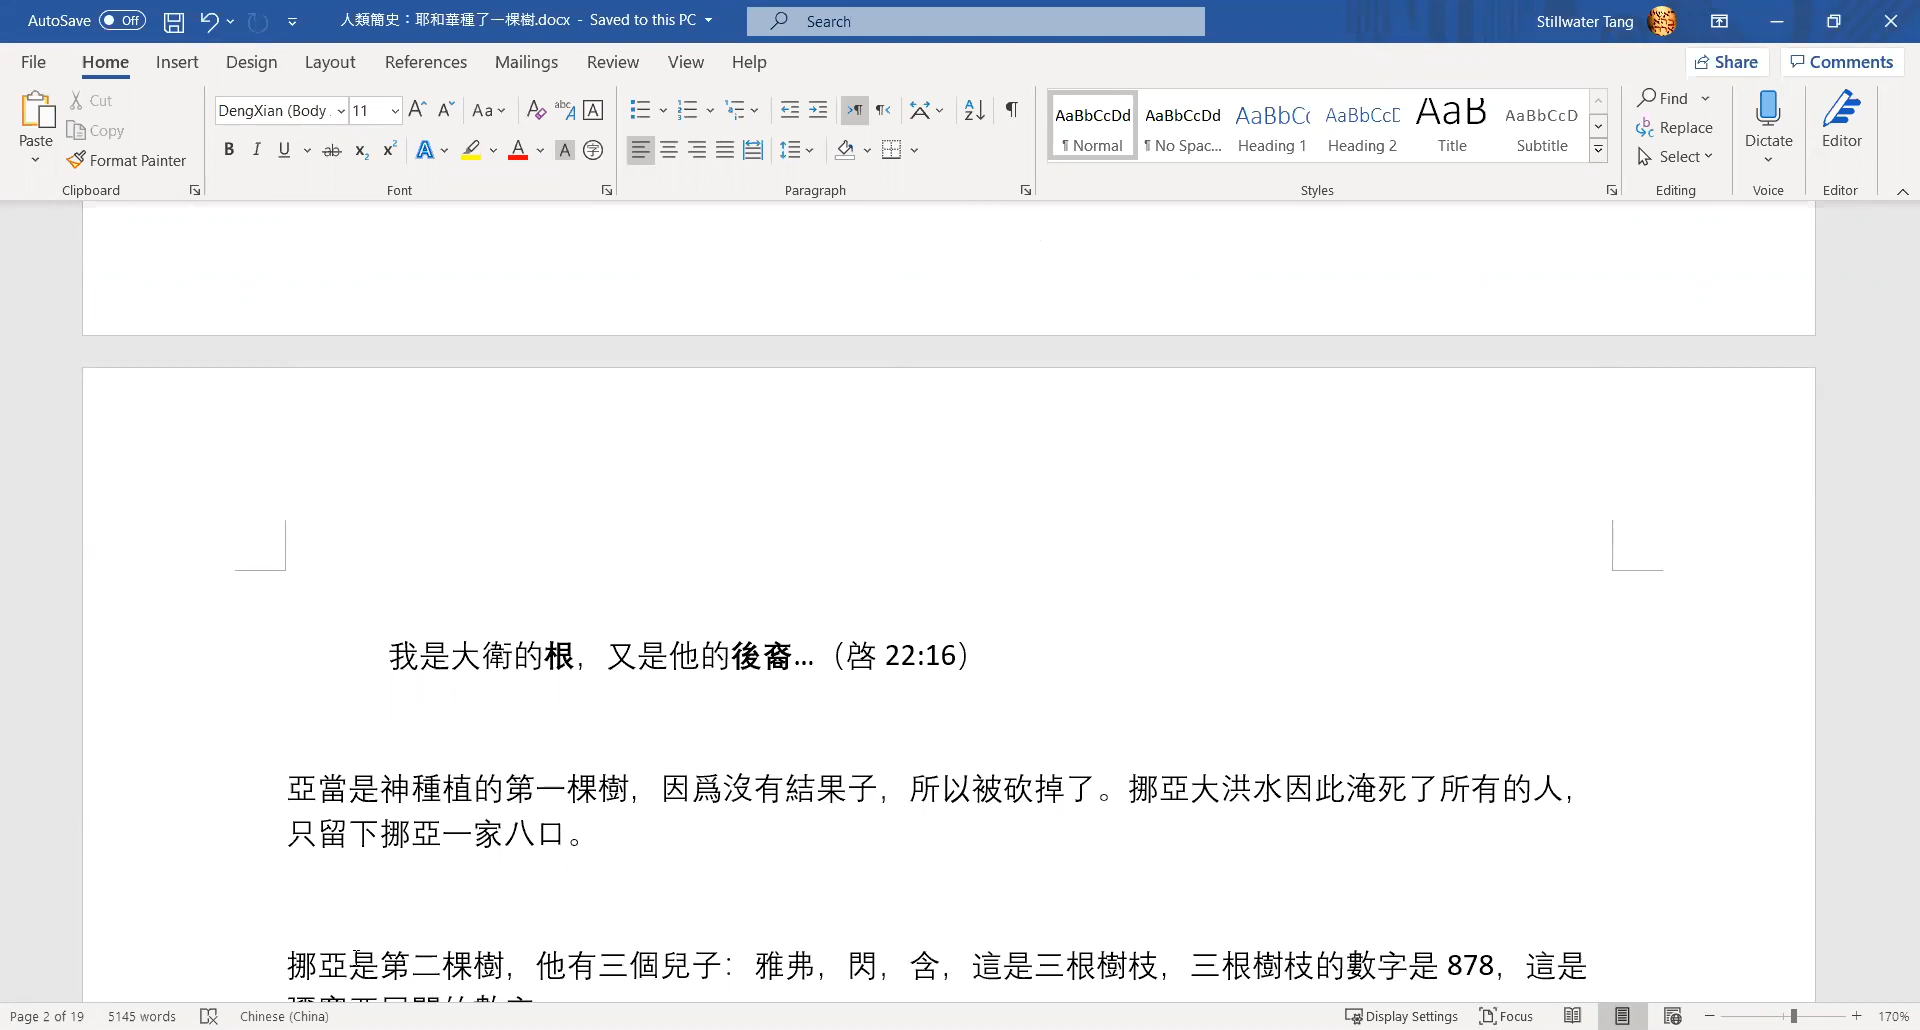 AutoSave Off 人類簡史：耶和華種了一棵樹.docx - Saved to this PC Search Stillwater Tang
File Home Insert Design Layout References Mailings Review View Help Share Comments
Paste Cut Copy Format Painter
Clipboard
DengXian (Body 11
Font
Paragraph
AaBbCcDd AaBbCcDd AaBbCc AaBbCcD AaB AaBbCcD
¶ Normal ¶ No Spac... Heading 1 Heading 2 Title Subtitle
Styles
Find
Replace
Select
Editing
Dictate
Voice
Editor
Editor
我是大衛的根，又是他的後裔...（啓 22:16）
亞當是神種植的第一棵樹，因爲沒有結果子，所以被砍掉了。挪亞大洪水因此淹死了所有的人，
只留下挪亞一家八口。
挪亞是第二棵樹，他有三個兒子：雅弗，閃，含，這是三根樹枝，三根樹枝的數字是 878，這是
Page 2 of 19 5145 words Chinese (China) Display Settings Focus 170%